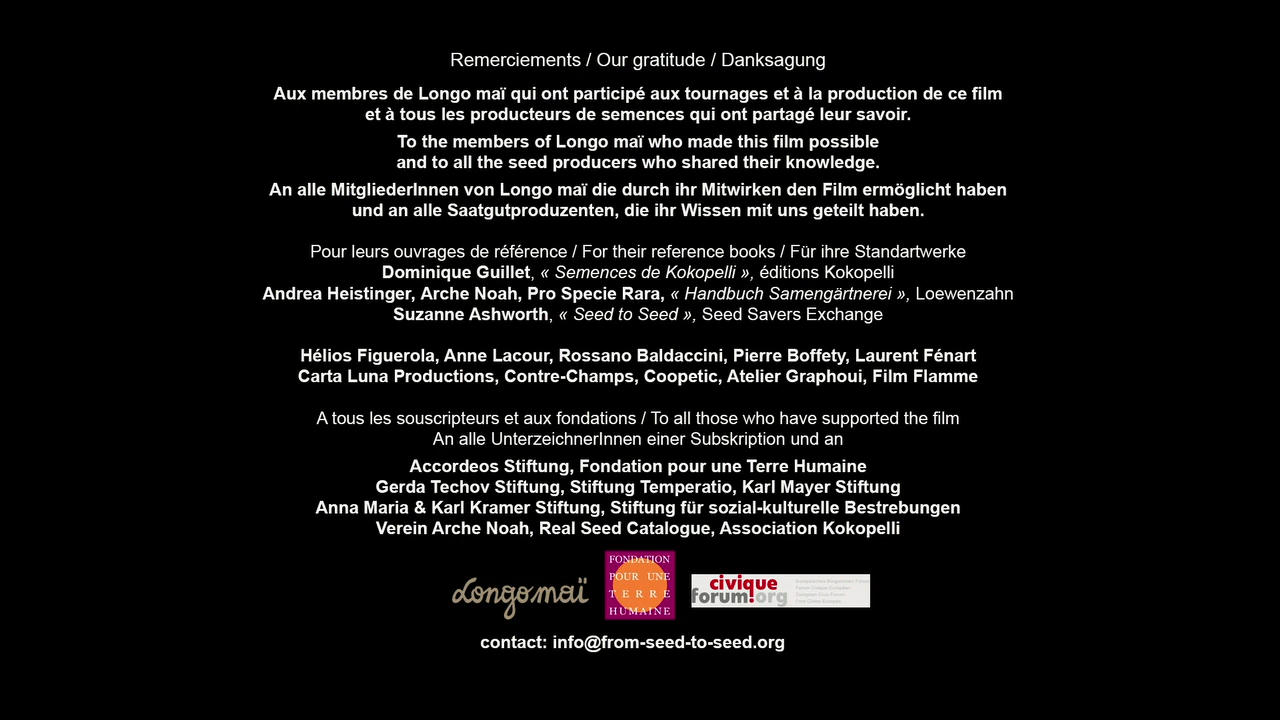 Remerciements / Our gratitude / Danksagung
Aux membres de Longo maï qui ont participé aux tournages et à la production de ce film
et à tous les producteurs de semences qui ont partagé leur savoir.
To the members of Longo maï who made this film possible
and to all the seed producers who shared their knowledge.
An alle MitgliederInnen von Longo maï die durch ihr Mitwirken den Film ermöglicht haben
und an alle Saatgutproduzenten, die ihr Wissen mit uns geteilt haben.
Pour leurs ouvrages de référence / For their reference books / Für ihre Standartwerke
Dominique Guillet, « Semences de Kokopelli », éditions Kokopelli
Andrea Heistinger, Arche Noah, Pro Specie Rara, « Handbuch Samengärtnerei », Loewenzahn
Suzanne Ashworth, « Seed to Seed », Seed Savers Exchange
Hélios Figuerola, Anne Lacour, Rossano Baldaccini, Pierre Boffety, Laurent Fénart
Carta Luna Productions, Contre-Champs, Coopetic, Atelier Graphoui, Film Flamme
A tous les souscripteurs et aux fondations / To all those who have supported the film
An alle UnterzeichnerInnen einer Subskription und an
Accordeos Stiftung, Fondation pour une Terre Humaine
Gerda Techov Stiftung, Stiftung Temperatio, Karl Mayer Stiftung
Anna Maria & Karl Kramer Stiftung, Stiftung für sozial-kulturelle Bestrebungen
Verein Arche Noah, Real Seed Catalogue, Association Kokopelli
Longo maï
FONDATION
POUR UNE
TERRE
HUMAINE
civique
forum!org
contact: info@from-seed-to-seed.org